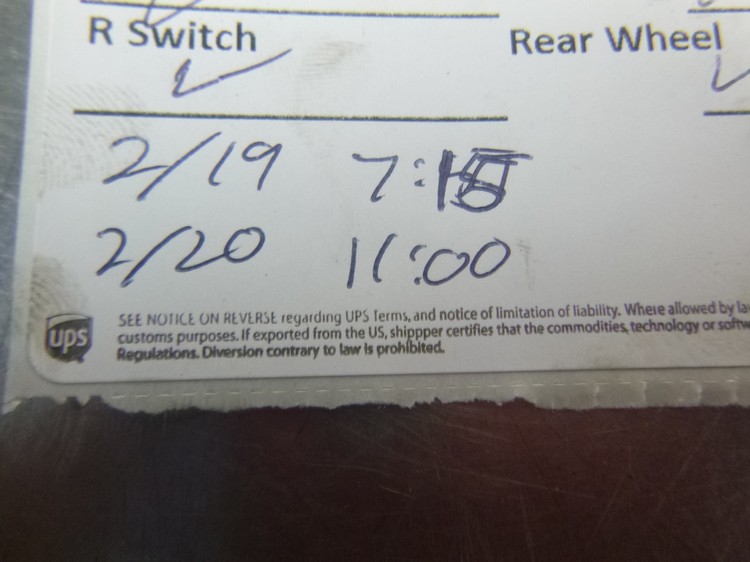 R Switch
Rear Wheel
2/19 7:15
2/20 11:00
SEE NOTICE ON REVERSE regarding UPS Terms, and notice of limitation of liability. Where allowed by la
customs purposes. If exported from the US, shippper certifies that the commodities, technology or softw
Regulations. Diversion contrary to law is prohibited.
ups